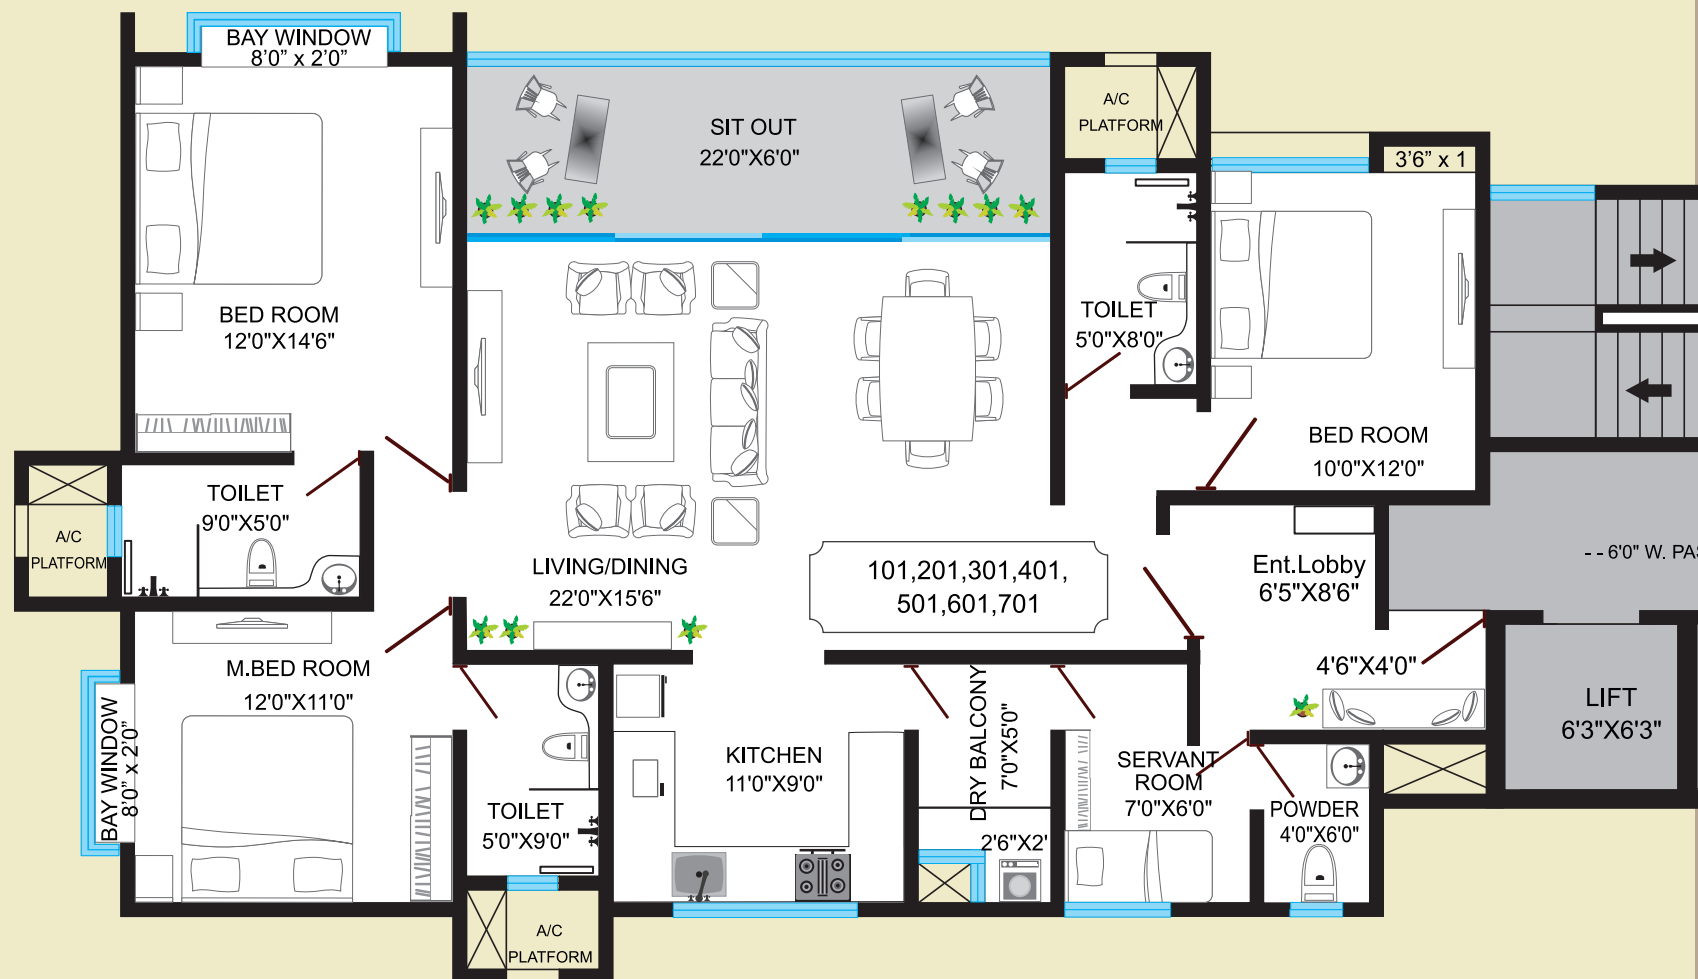 BAY WINDOW
8’0” x 2’0”
SIT OUT
22'0"X6'0"
A/C
PLATFORM
3’6” x 1
BED ROOM
12'0"X14'6"
TOILET
5'0"X8'0"
BED ROOM
10'0"X12'0"
TOILET
9'0"X5'0"
A/C
PLATFORM
LIVING/DINING
22'0"X15'6"
101,201,301,401,
501,601,701
Ent.Lobby
6'5"X8'6"
- - 6'0" W. PAS
M.BED ROOM
12'0"X11'0"
4'6"X4'0"
LIFT
6'3"X6'3"
BAY WINDOW
8’0” x 2’0”
KITCHEN
11'0"X9'0"
DRY BALCONY
7'0"X5'0"
SERVANT
ROOM
7'0"X6'0"
TOILET
5'0"X9'0"
2'6"X2'
POWDER
4'0"X6'0"
A/C
PLATFORM